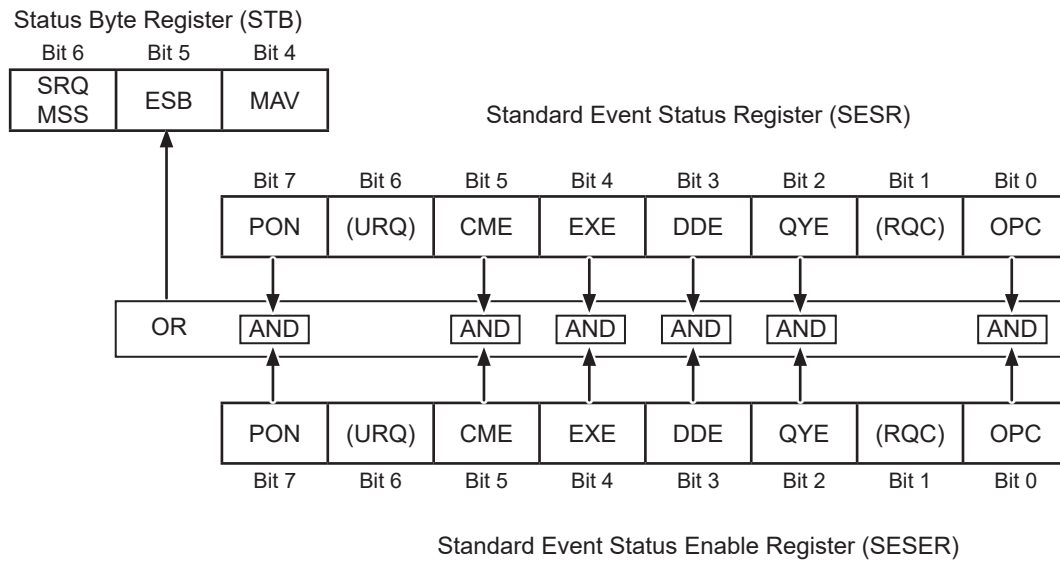 Status Byte Register (STB)
Bit 6 Bit 5 Bit 4
SRQ
MSS
ESB MAV
Standard Event Status Register (SESR)
Bit 7 Bit 6 Bit 5 Bit 4 Bit 3 Bit 2 Bit 1 Bit 0
PON (URQ) CME EXE DDE QYE (RQC) OPC
OR AND AND AND AND AND AND
PON (URQ) CME EXE DDE QYE (RQC) OPC
Bit 7 Bit 6 Bit 5 Bit 4 Bit 3 Bit 2 Bit 1 Bit 0
Standard Event Status Enable Register (SESER)